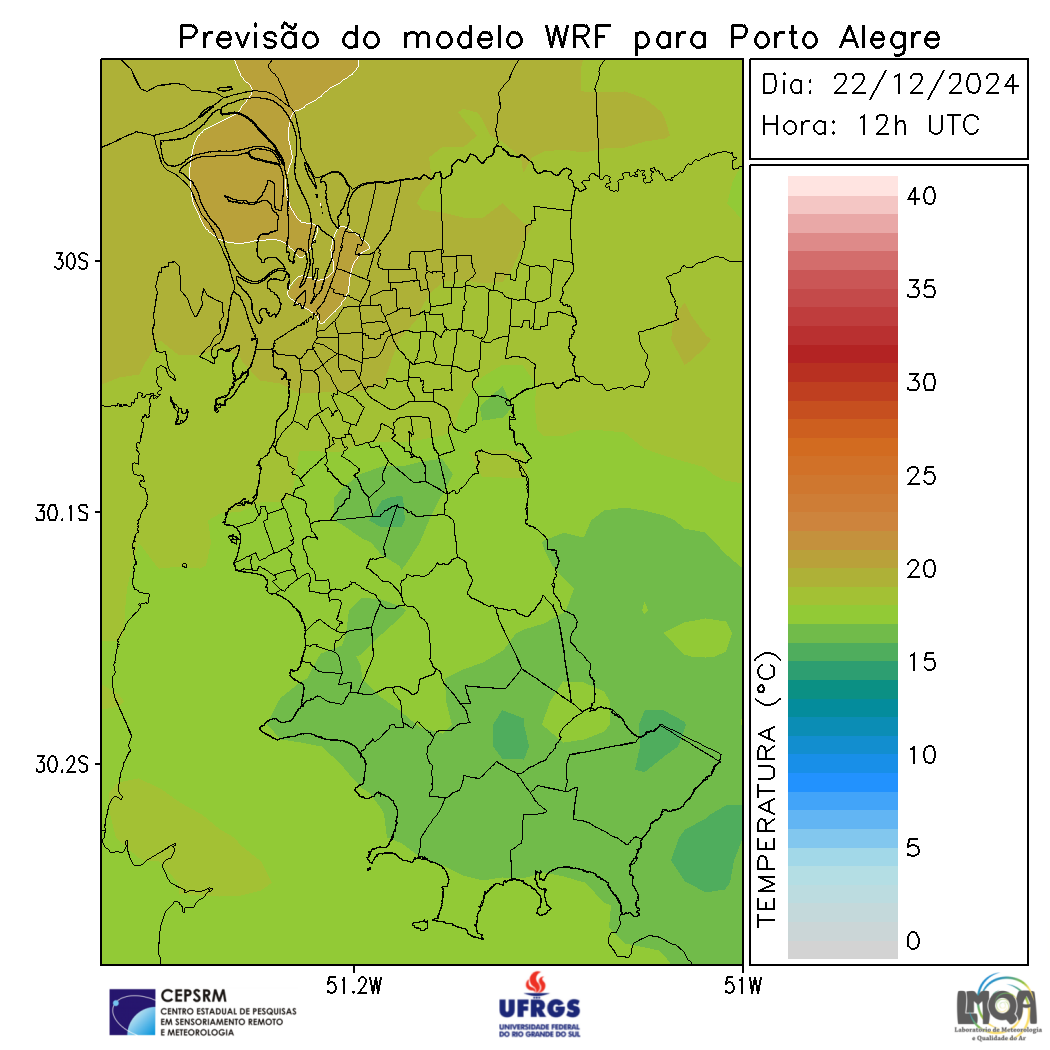 Previsão do modelo WRF para Porto Alegre
Dia: 22/12/2024
Hora: 12h UTC
30S
30.1S
30.2S
51.2W
51W
40
35
30
25
20
15
10
5
0
TEMPERATURA (°C)
CEPSRM
CENTRO ESTADUAL DE PESQUISAS
EM SENSORIAMENTO REMOTO
E METEOROLOGIA
UFRGS
UNIVERSIDADE FEDERAL
DO RIO GRANDE DO SUL
LMQA
Laboratório de Meteorologia
e Qualidade do Ar